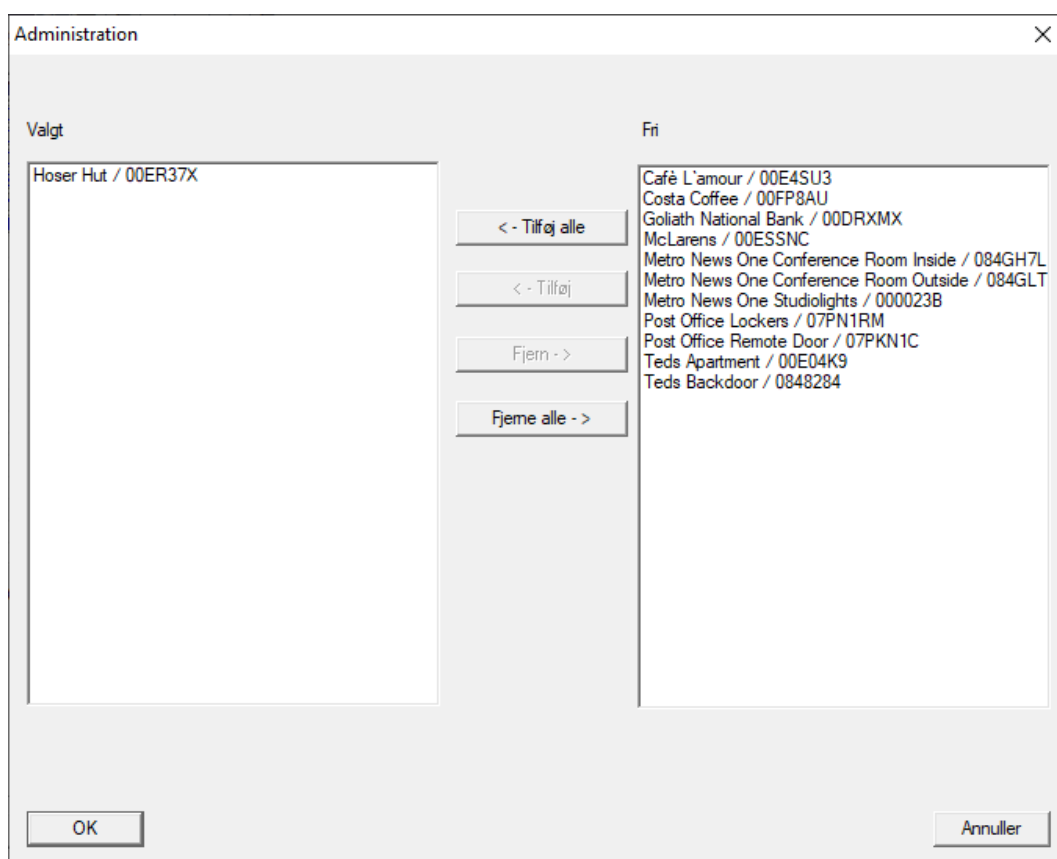 Administration
Valgt
Hoser Hut / 00ER37X
< - Tilføj alle
< - Tilføj
Fjern - >
Fjerne alle - >
Fri
Cafè L`amour / 00E4SU3
Costa Coffee / 00FP8AU
Goliath National Bank / 00DRXMX
McLarens / 00ESSNC
Metro News One Conference Room Inside / 084GH7L
Metro News One Conference Room Outside / 084GLT
Metro News One Studiolights / 000023B
Post Office Lockers / 07PN1RM
Post Office Remote Door / 07PKN1C
Teds Apartment / 00E04K9
Teds Backdoor / 0848284
OK
Annuller